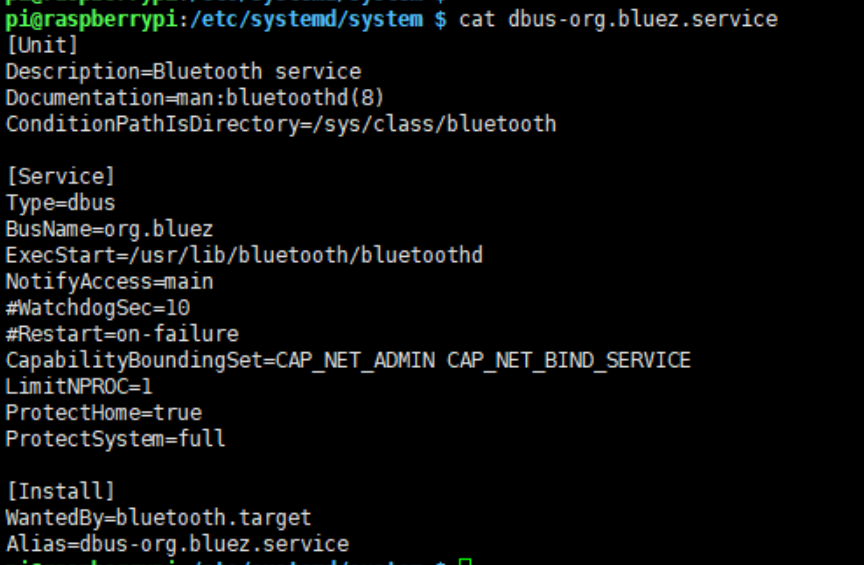 pi@raspberrypi:/etc/systemd/system $ cat dbus-org.bluez.service
[Unit]
Description=Bluetooth service
Documentation=man:bluetoothd(8)
ConditionPathIsDirectory=/sys/class/bluetooth
[Service]
Type=dbus
BusName=org.bluez
ExecStart=/usr/lib/bluetooth/bluetoothd
NotifyAccess=main
#WatchdogSec=10
#Restart=on-failure
CapabilityBoundingSet=CAP_NET_ADMIN CAP_NET_BIND_SERVICE
LimitNPROC=1
ProtectHome=true
ProtectSystem=full
[Install]
WantedBy=bluetooth.target
Alias=dbus-org.bluez.service